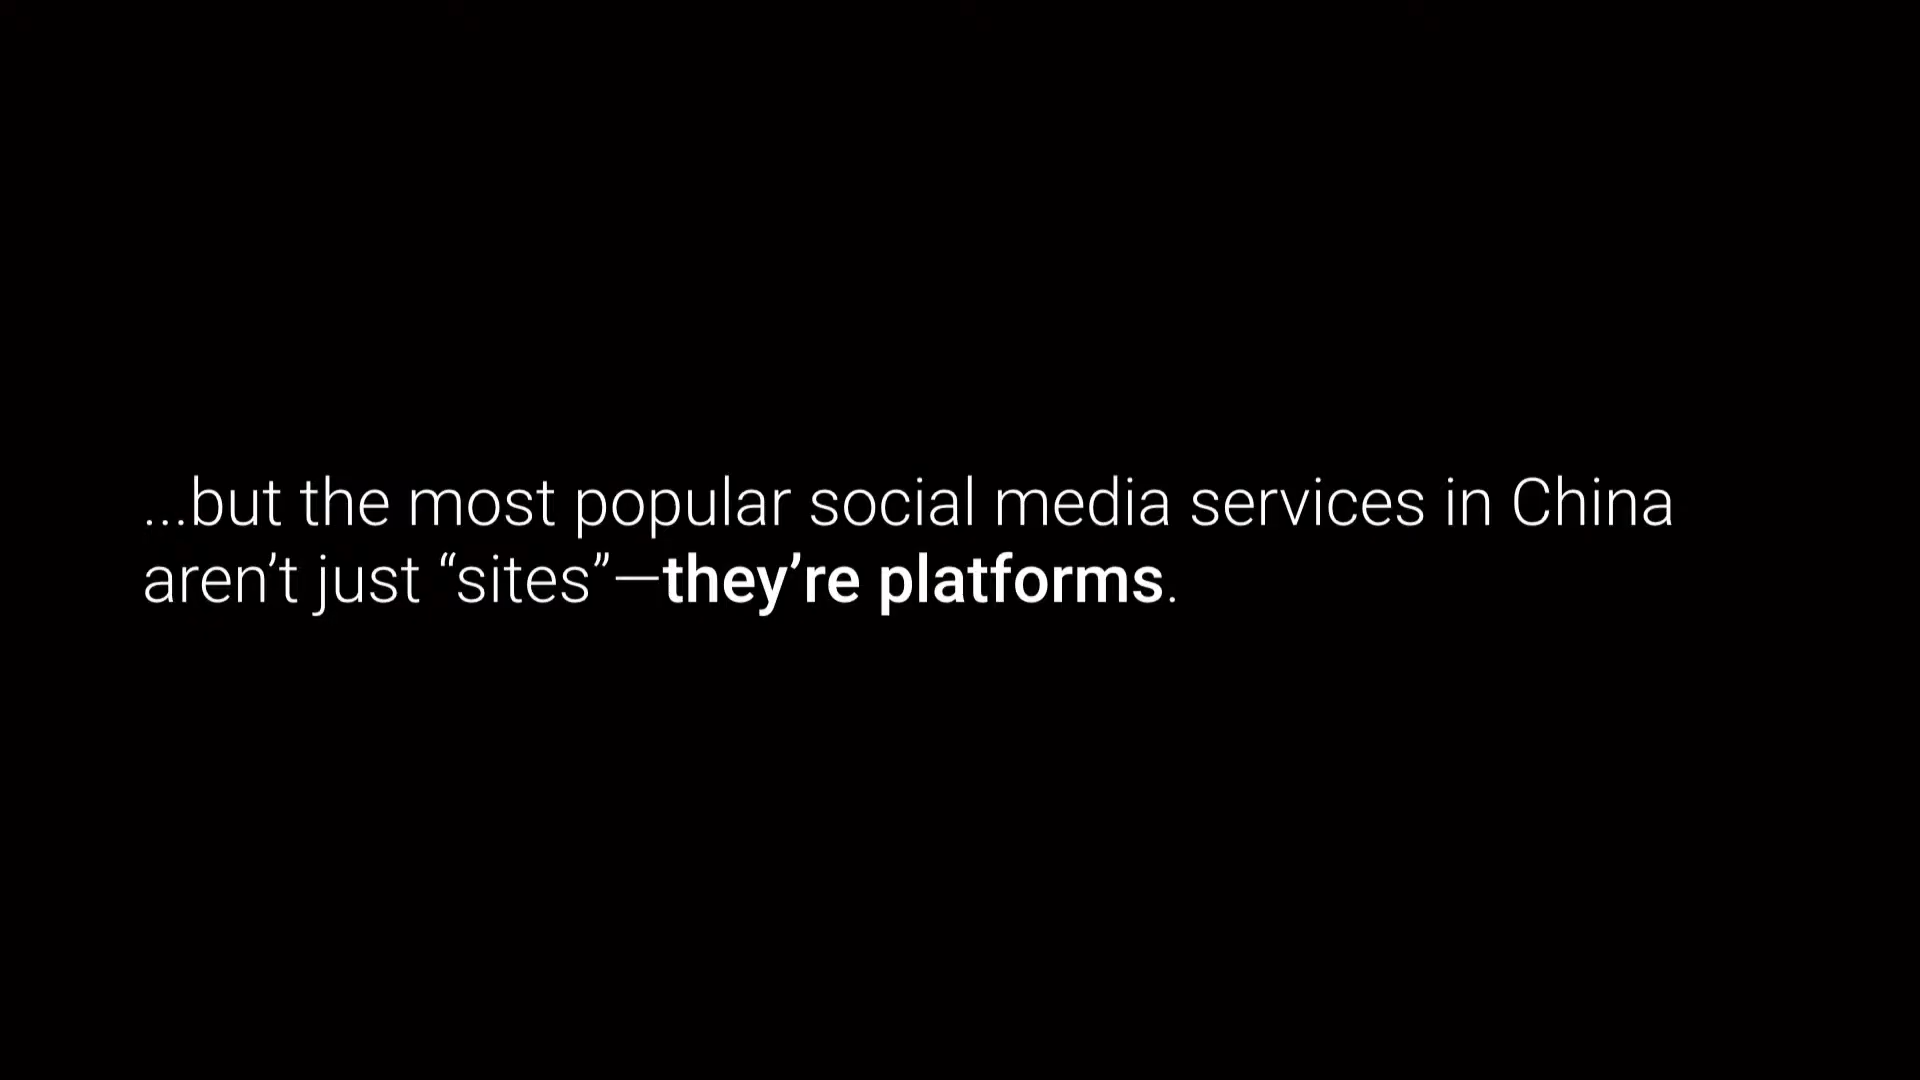 ...but the most popular social media services in China
aren’t just “sites”—they’re platforms.